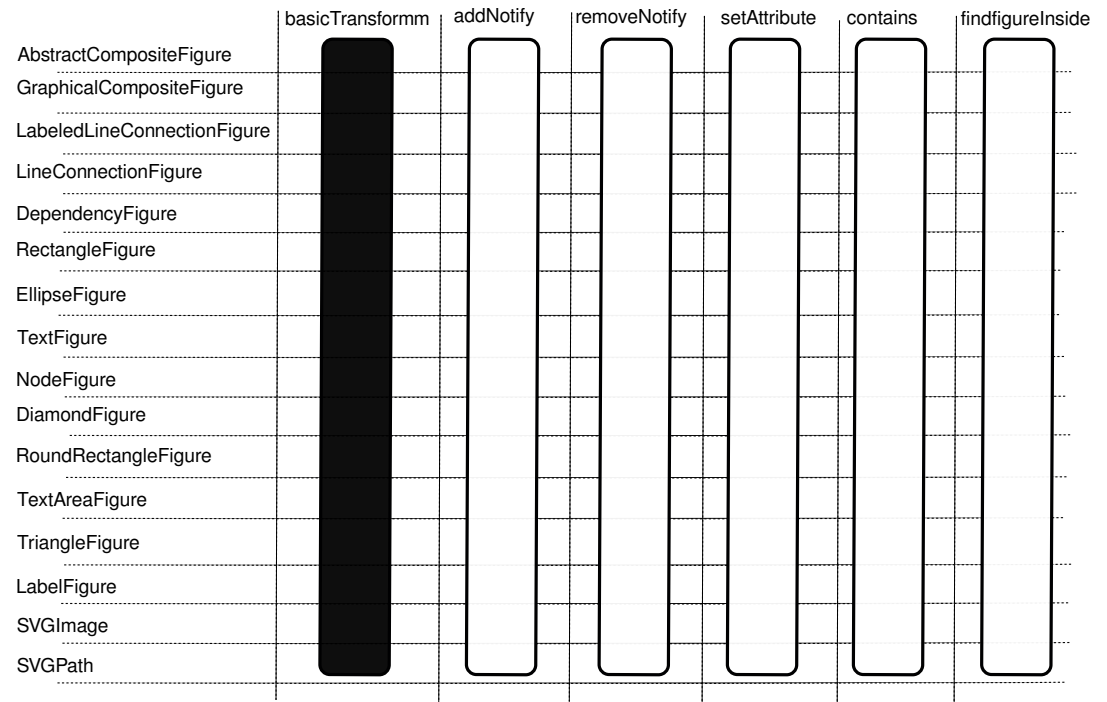 basicTransformm addNotify removeNotify setAttribute contains findfigureInside
AbstractCompositeFigure
GraphicalCompositeFigure
LabeledLineConnectionFigure
LineConnectionFigure
DependencyFigure
RectangleFigure
EllipseFigure
TextFigure
NodeFigure
DiamondFigure
RoundRectangleFigure
TextAreaFigure
TriangleFigure
LabelFigure
SVGImage
SVGPath